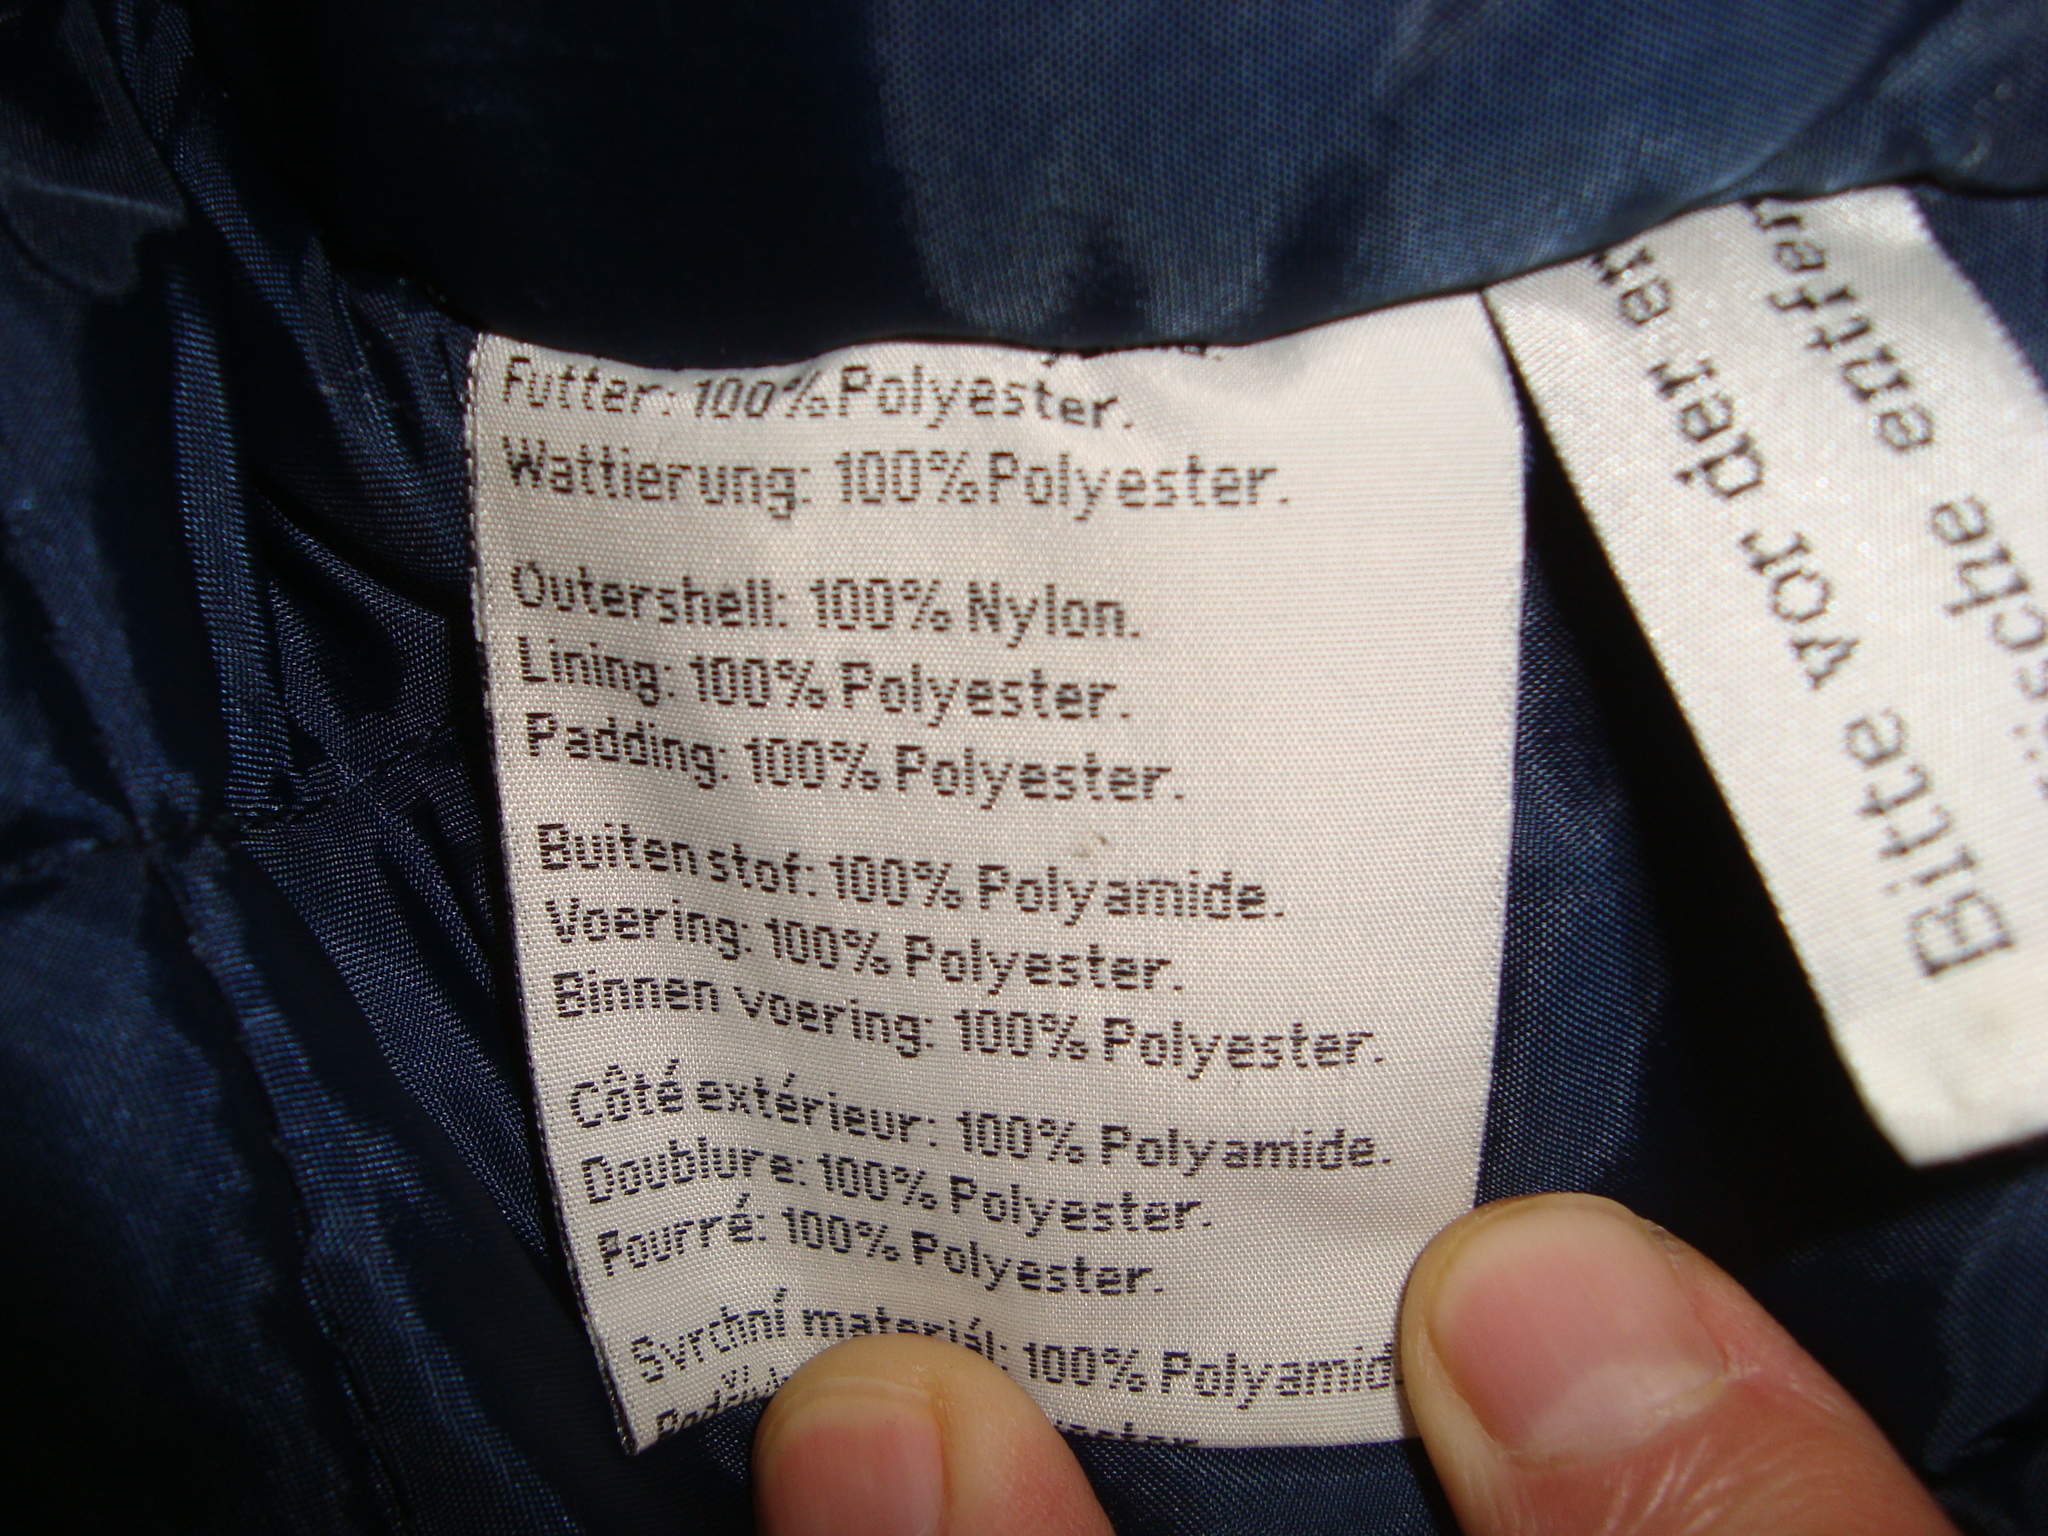 Futter: 100% Polyester.
Wattierung: 100% Polyester.
Outershell: 100% Nylon.
Lining: 100% Polyester.
Padding: 100% Polyester.
Buiten stof: 100% Polyamide.
Voering: 100% Polyester.
Binnen voering: 100% Polyester.
Côté extérieur: 100% Polyamide.
Doublure: 100% Polyester.
Fourré: 100% Polyester.
Svrchní materiál: 100% Polyamid
Bitte vor der
entfer